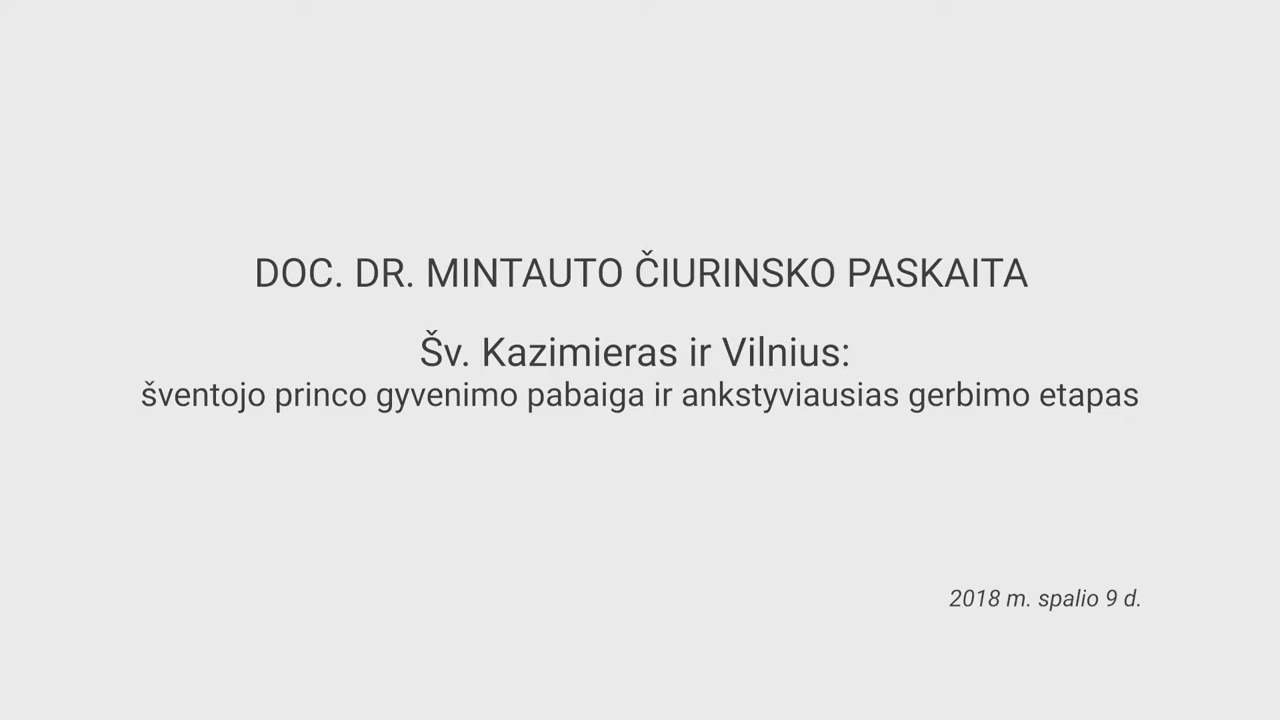 DOC. DR. MINTAUTO ČIURINSKO PASKAITA
Šv. Kazimieras ir Vilnius:
šventojo princo gyvenimo pabaiga ir ankstyviausias gerbimo etapas
2018 m. spalio 9 d.